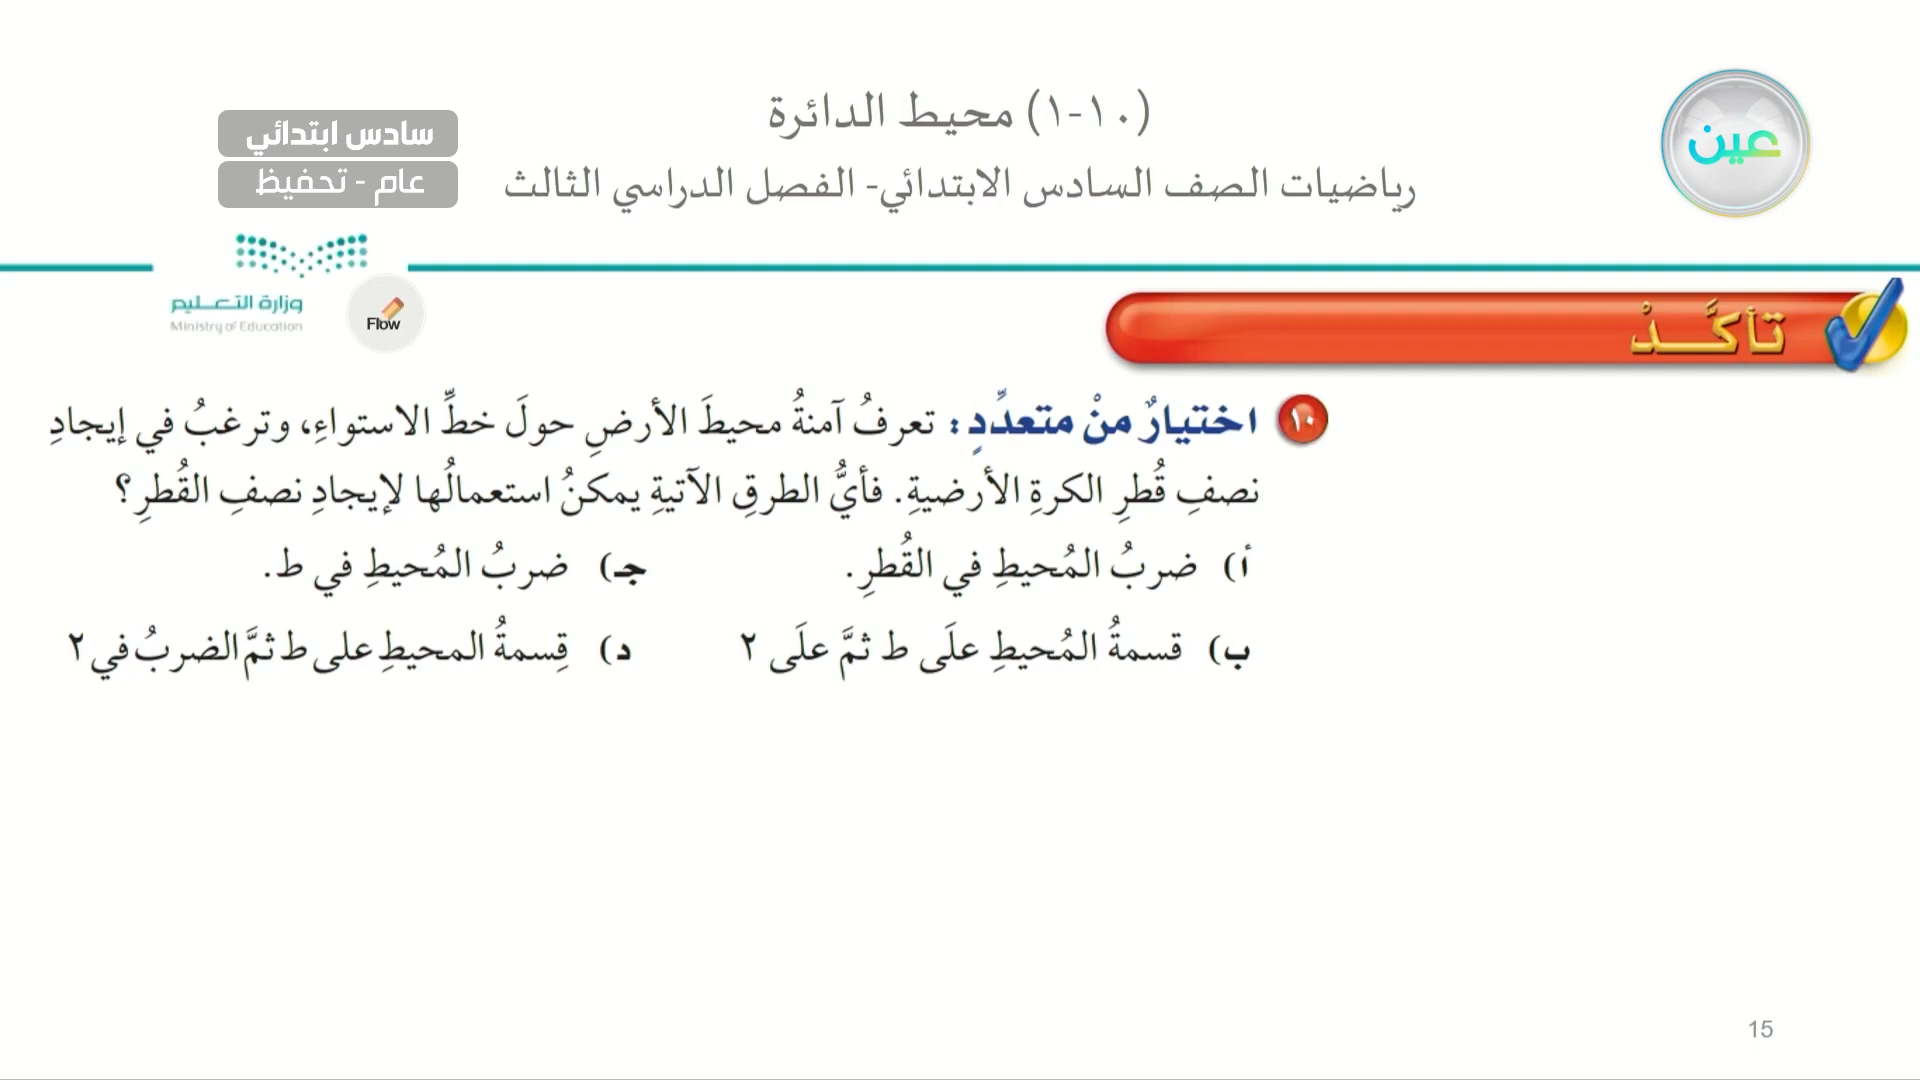 (١٠-١) محيط الدائرة
عين
سادس ابتدائي
عام - تحفيظ
رياضيات الصف السادس الابتدائي- الفصل الدراسي الثالث
وزارة التعليم
Ministry of Education
Flow
تأكَّدْ
١٠ اختيارٌ منْ متعدِّدٍ: تعرفُ آمنةُ محيطَ الأرضِ حولَ خطِّ الاستواءِ، وترغبُ في إيجادِ
نصفِ قُطرِ الكرةِ الأرضيةِ. فأيُّ الطرقِ الآتيةِ يمكنُ استعمالُها لإيجادِ نصفِ القُطرِ؟
أ) ضربُ المُحيطِ في القُطرِ. جـ) ضربُ المُحيطِ في ط.
ب) قسمةُ المُحيطِ علَى ط ثمَّ علَى ٢ د) قِسمةُ المحيطِ على ط ثمَّ الضربُ في ٢
15